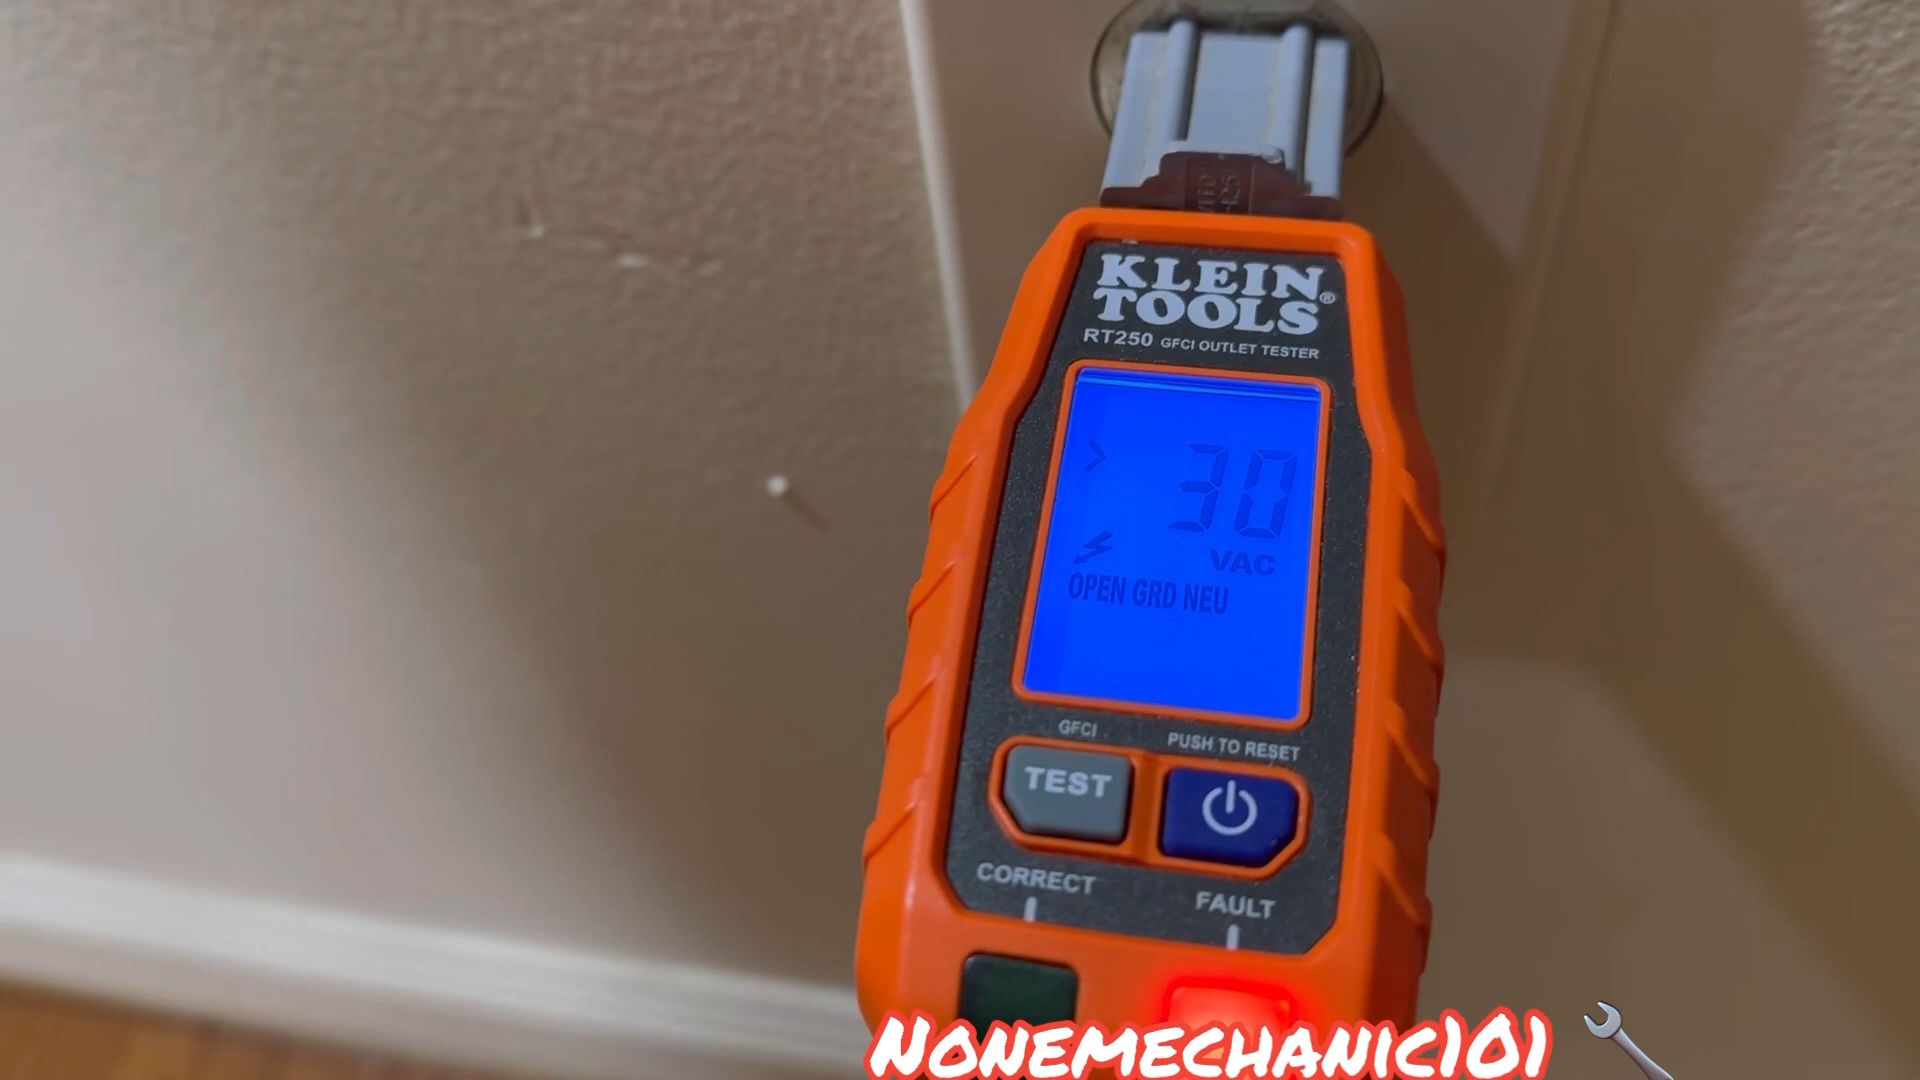 KLEIN
TOOLS®
RT250 GFCI OUTLET TESTER
> 30
VAC
OPEN GRD NEU
GFCI
PUSH TO RESET
TEST
CORRECT
FAULT
NONEMECHANIC101